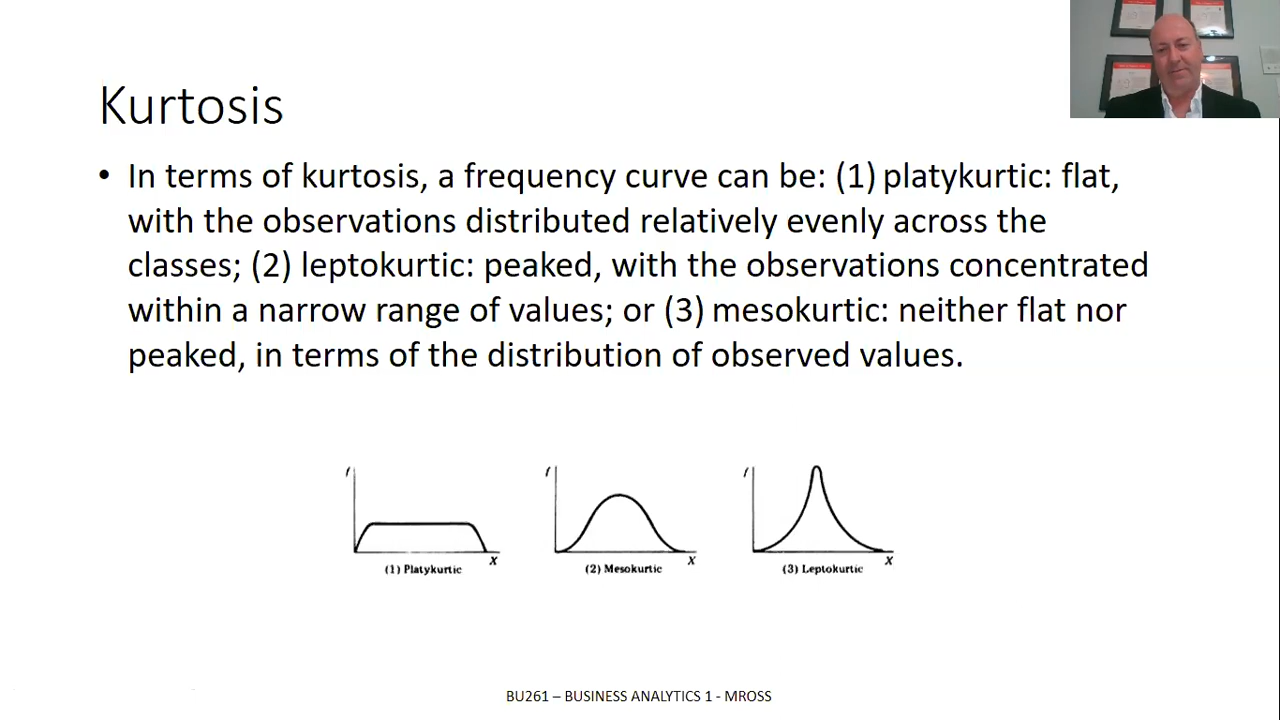 Kurtosis
• In terms of kurtosis, a frequency curve can be: (1) platykurtic: flat,
with the observations distributed relatively evenly across the
classes; (2) leptokurtic: peaked, with the observations concentrated
within a narrow range of values; or (3) mesokurtic: neither flat nor
peaked, in terms of the distribution of observed values.
f
x
(1) Platykurtic
f
x
(2) Mesokurtic
f
x
(3) Leptokurtic
BU261 – BUSINESS ANALYTICS 1 - MROSS